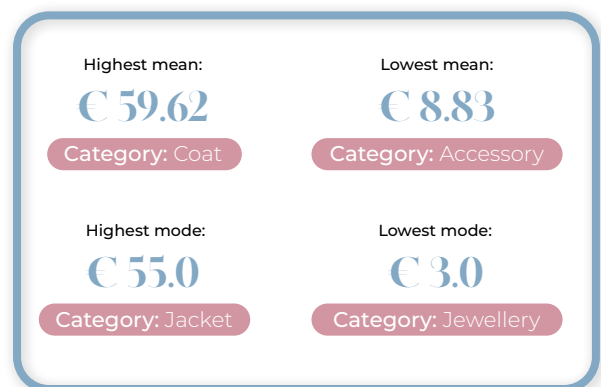 Highest mean:
€ 59.62
Category: Coat
Lowest mean:
€ 8.83
Category: Accessory
Highest mode:
€ 55.0
Category: Jacket
Lowest mode:
€ 3.0
Category: Jewellery